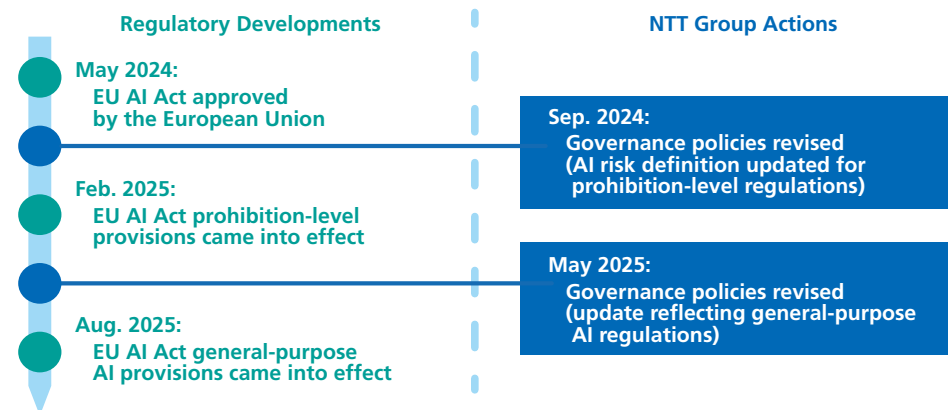 Regulatory Developments
NTT Group Actions
May 2024:
EU AI Act approved
by the European Union
Sep. 2024:
Governance policies revised
(AI risk definition updated for
prohibition-level regulations)
Feb. 2025:
EU AI Act prohibition-level
provisions came into effect
May 2025:
Governance policies revised
(update reflecting general-purpose
AI regulations)
Aug. 2025:
EU AI Act general-purpose
AI provisions came into effect